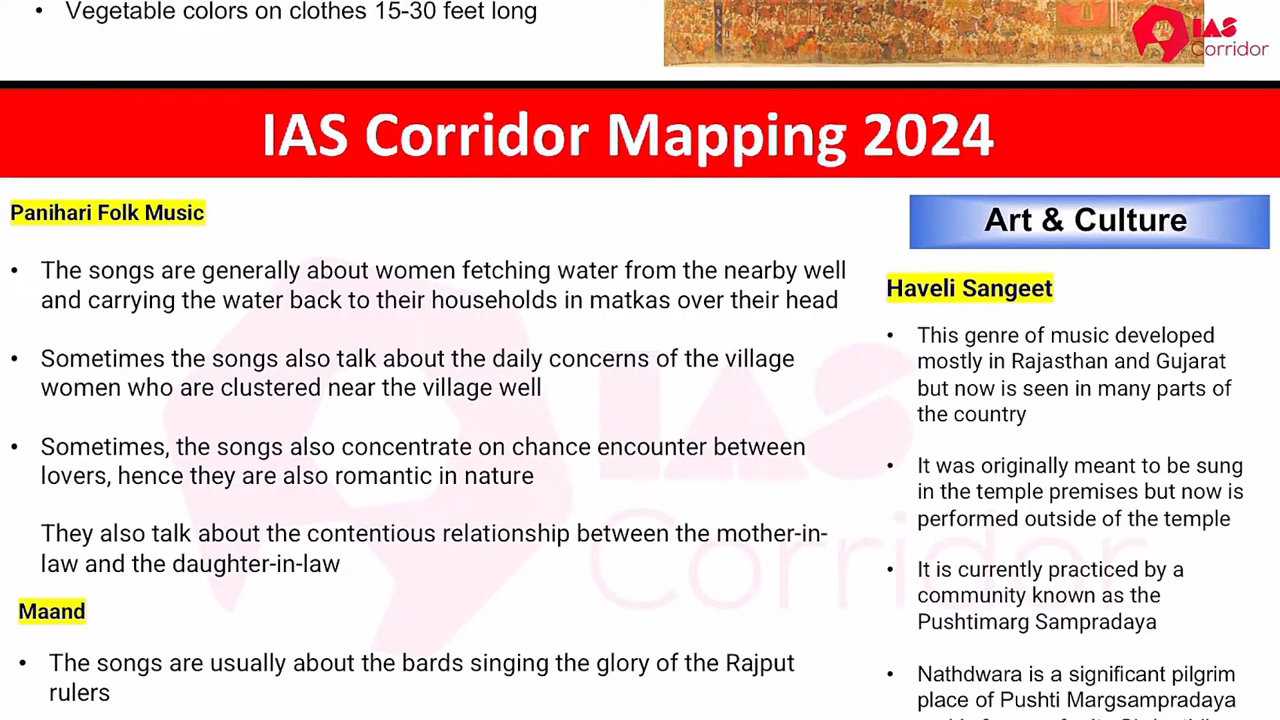 • Vegetable colors on clothes 15-30 feet long
IAS
Corridor
IAS Corridor Mapping 2024
Panihari Folk Music
• The songs are generally about women fetching water from the nearby well
and carrying the water back to their households in matkas over their head
• Sometimes the songs also talk about the daily concerns of the village
women who are clustered near the village well
• Sometimes, the songs also concentrate on chance encounter between
lovers, hence they are also romantic in nature
They also talk about the contentious relationship between the mother-in-
law and the daughter-in-law
Maand
• The songs are usually about the bards singing the glory of the Rajput
rulers
Art & Culture
Haveli Sangeet
• This genre of music developed
mostly in Rajasthan and Gujarat
but now is seen in many parts of
the country
• It was originally meant to be sung
in the temple premises but now is
performed outside of the temple
• It is currently practiced by a
community known as the
Pushtimarg Sampradaya
• Nathdwara is a significant pilgrim
place of Pushti Margsampradaya
IAS
Corridor